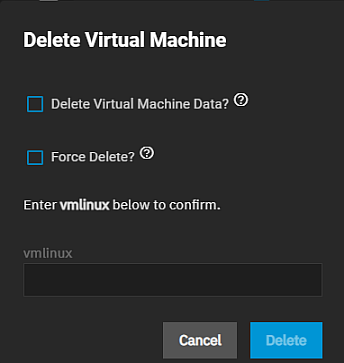 Delete Virtual Machine
Delete Virtual Machine Data?
Force Delete?
Enter vmlinux below to confirm.
vmlinux
Cancel Delete